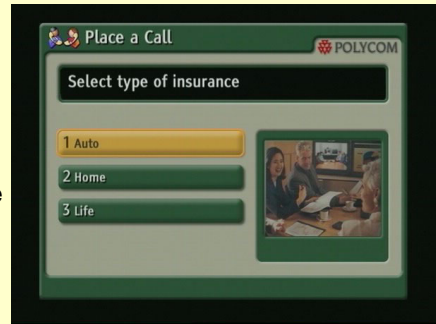 Place a Call
POLYCOM
Select type of insurance
1 Auto
2 Home
3 Life
e